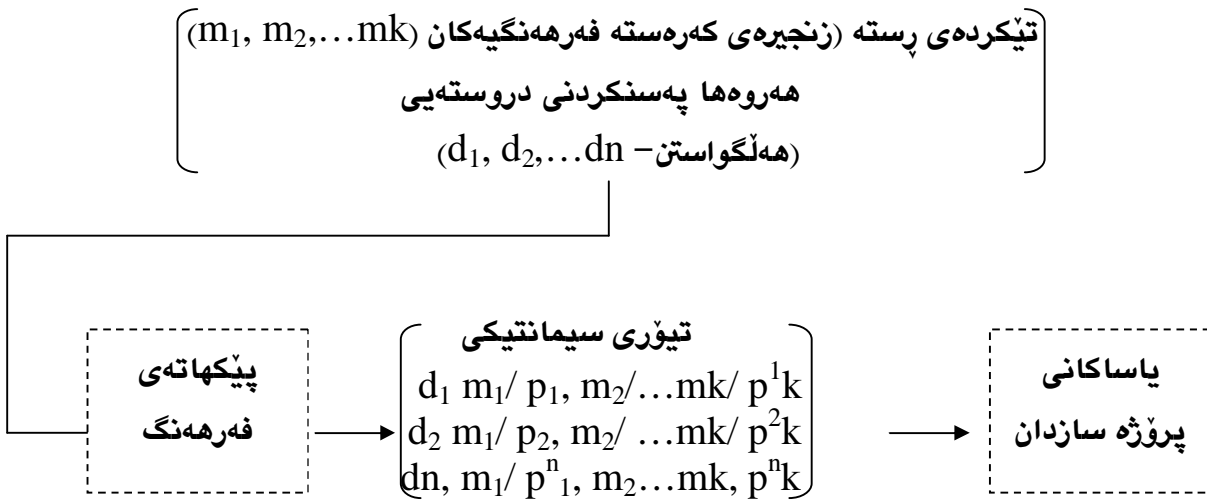 تێکردەی ڕستە (زنجیرەی کەرەستە فەرهەنگیەکان (m₁, m₂,…mk)
هەروەها پەسنکردنی دروستەیی
(هەڵگواستن– d₁, d₂,…dn)
پێکهاتەی
فەرهەنگ
تیۆری سیمانتیکی
d₁ m₁/ p₁, m₂/…mk/ p¹k
d₂ m₁/ p₂, m₂/ …mk/ p²k
dn, m₁/ pⁿ₁, m₂…mk, pⁿk
یاساکانی
پرۆژە سازدان